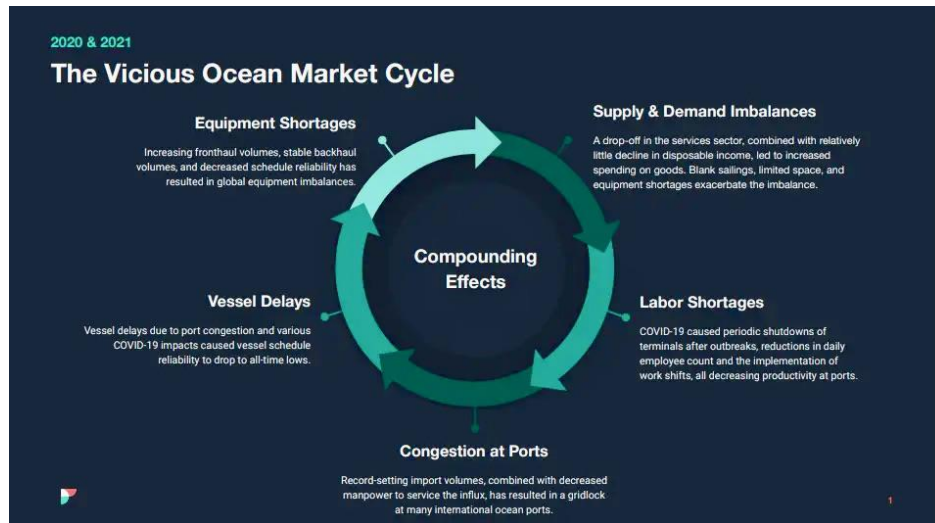 2020 & 2021
The Vicious Ocean Market Cycle
Supply & Demand Imbalances
A drop-off in the services sector, combined with relatively
little decline in disposable income, led to increased
spending on goods. Blank sailings, limited space, and
equipment shortages exacerbate the imbalance.
Labor Shortages
COVID-19 caused periodic shutdowns of
terminals after outbreaks, reductions in daily
employee count and the implementation of
work shifts, all decreasing productivity at ports.
Congestion at Ports
Record-setting import volumes, combined with decreased
manpower to service the influx, has resulted in a gridlock
at many international ocean ports.
Vessel Delays
Vessel delays due to port congestion and various
COVID-19 impacts caused vessel schedule
reliability to drop to all-time lows.
Equipment Shortages
Increasing fronthaul volumes, stable backhaul
volumes, and decreased schedule reliability has
resulted in global equipment imbalances.
Compounding
Effects
1